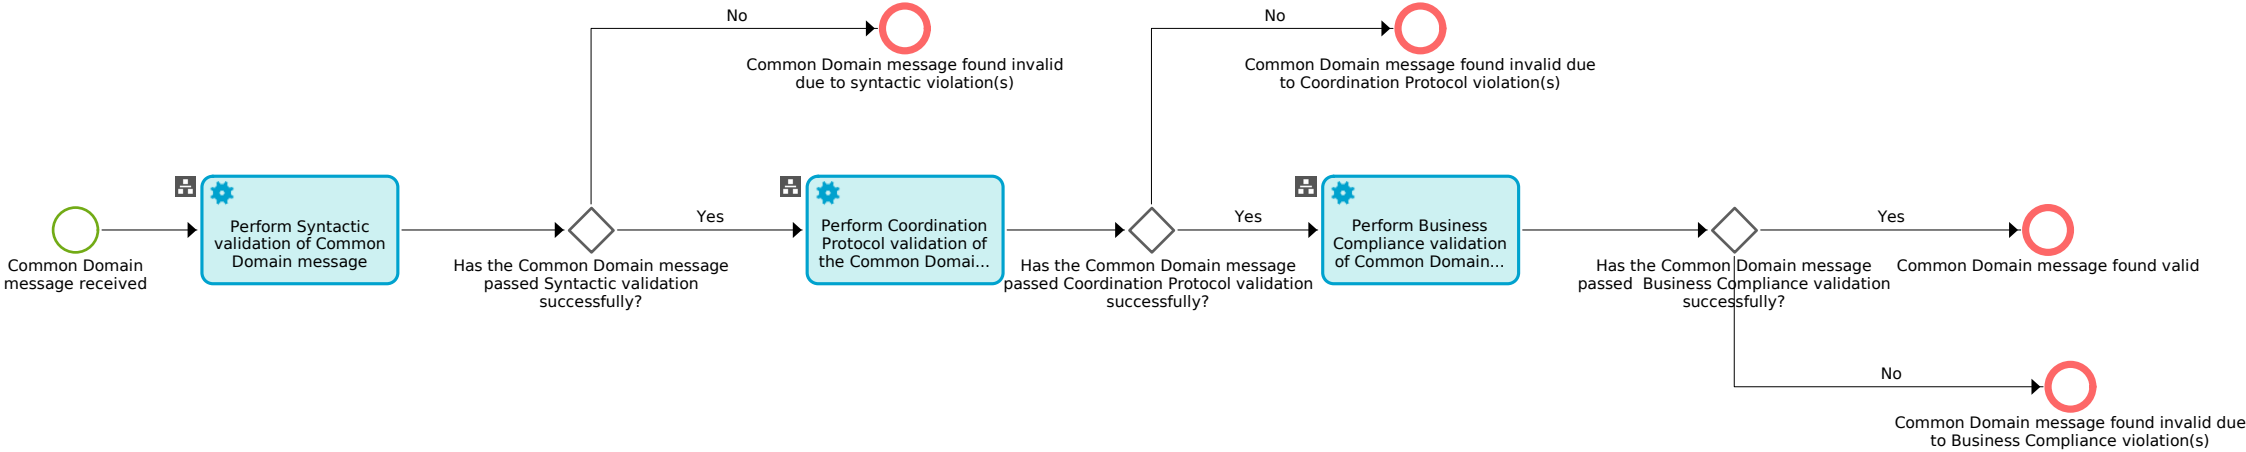 No
Common Domain message found invalid
due to syntactic violation(s)
No
Common Domain message found invalid due
to Coordination Protocol violation(s)
Common Domain
message received
Perform Syntactic
validation of Common
Domain message
Has the Common Domain message
passed Syntactic validation
successfully?
Yes
Perform Coordination
Protocol validation of
the Common Domai...
Has the Common Domain message
passed Coordination Protocol validation
successfully?
Yes
Perform Business
Compliance validation
of Common Domain...
Has the Common Domain message
passed  Business Compliance validation
successfully?
Yes
Common Domain message found valid
No
Common Domain message found invalid due
to Business Compliance violation(s)